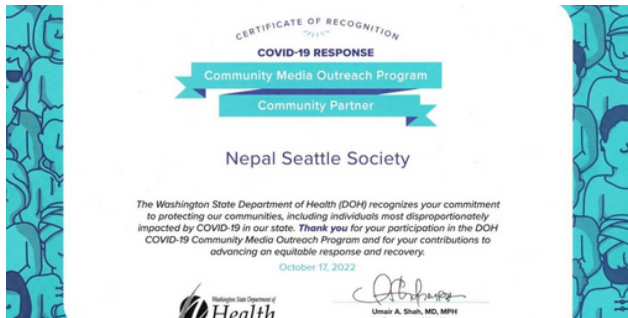 CERTIFICATE OF RECOGNITION
COVID-19 RESPONSE
Community Media Outreach Program
Community Partner
Nepal Seattle Society
The Washington State Department of Health (DOH) recognizes your commitment
to protecting our communities, including individuals most disproportionately
impacted by COVID-19 in our state. Thank you for your participation in the DOH
COVID-19 Community Media Outreach Program and for your contributions to
advancing an equitable response and recovery.
October 17, 2022
Washington State Department of
Health
Umair A. Shah, MD, MPH